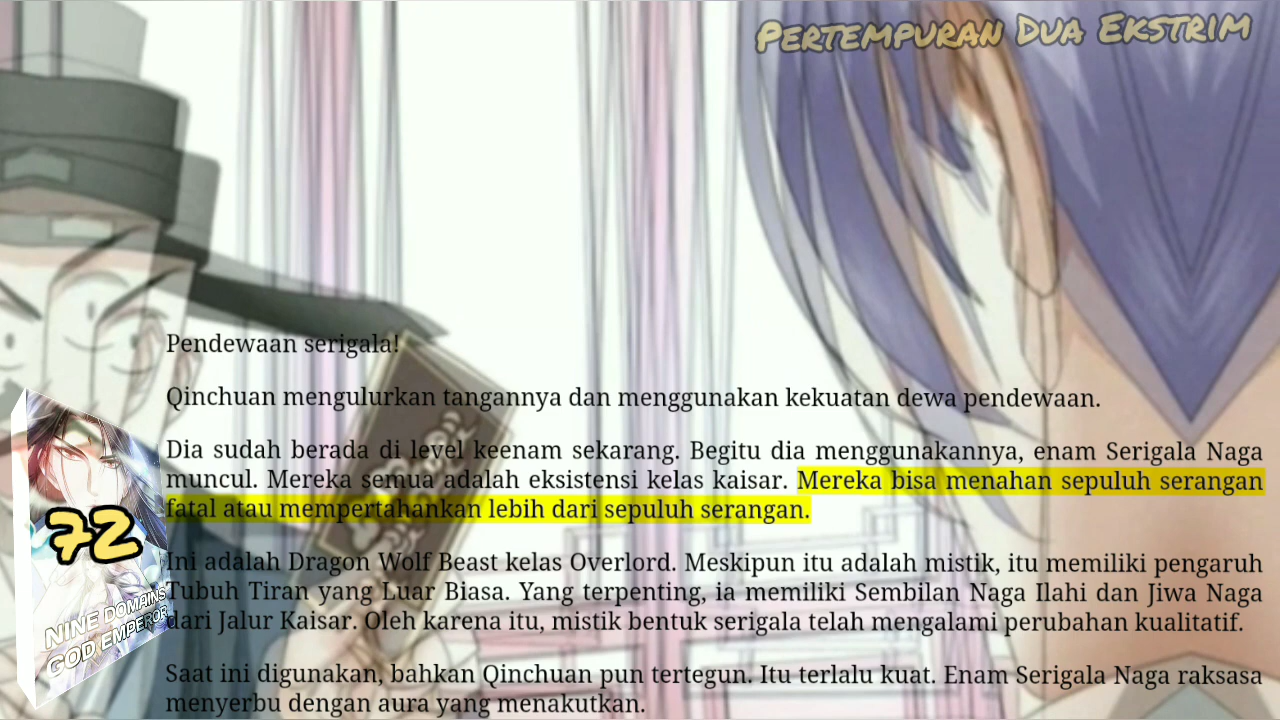 Pertempuran Dua Ekstrim
Pendewaan serigala!
Qinchuan mengulurkan tangannya dan menggunakan kekuatan dewa pendewaan.
Dia sudah berada di level keenam sekarang. Begitu dia menggunakannya, enam Serigala Naga
muncul. Mereka semua adalah eksistensi kelas kaisar. Mereka bisa menahan sepuluh serangan
fatal atau mempertahankan lebih dari sepuluh serangan.
Ini adalah Dragon Wolf Beast kelas Overlord. Meskipun itu adalah mistik, itu memiliki pengaruh
Tubuh Tiran yang Luar Biasa. Yang terpenting, ia memiliki Sembilan Naga Ilahi dan Jiwa Naga
dari Jalur Kaisar. Oleh karena itu, mistik bentuk serigala telah mengalami perubahan kualitatif.
Saat ini digunakan, bahkan Qinchuan pun tertegun. Itu terlalu kuat. Enam Serigala Naga raksasa
menyerbu dengan aura yang menakutkan.
72
NINE DOMAINS
GOD EMPEROR